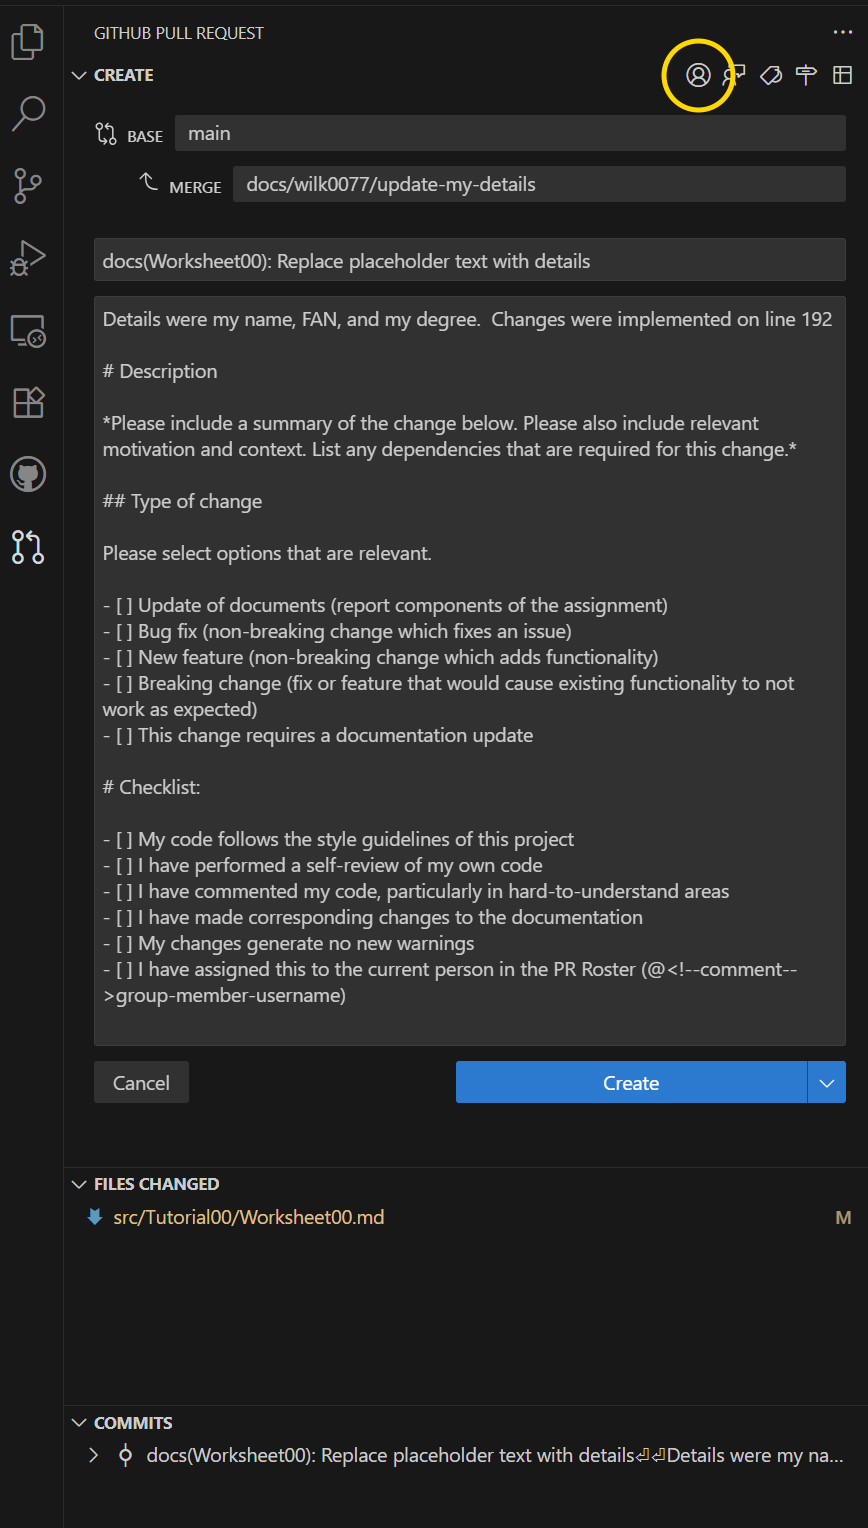 GITHUB PULL REQUEST
CREATE
BASE main
MERGE docs/wilk0077/update-my-details
docs(Worksheet00): Replace placeholder text with details
Details were my name, FAN, and my degree.  Changes were implemented on line 192
# Description
*Please include a summary of the change below. Please also include relevant
motivation and context. List any dependencies that are required for this change.*
## Type of change
Please select options that are relevant.
- [ ] Update of documents (report components of the assignment)
- [ ] Bug fix (non-breaking change which fixes an issue)
- [ ] New feature (non-breaking change which adds functionality)
- [ ] Breaking change (fix or feature that would cause existing functionality to not
work as expected)
- [ ] This change requires a documentation update
# Checklist:
- [ ] My code follows the style guidelines of this project
- [ ] I have performed a self-review of my own code
- [ ] I have commented my code, particularly in hard-to-understand areas
- [ ] I have made corresponding changes to the documentation
- [ ] My changes generate no new warnings
- [ ] I have assigned this to the current person in the PR Roster (@<!--comment--
>group-member-username)
Cancel Create
FILES CHANGED
src/Tutorial00/Worksheet00.md M
COMMITS
docs(Worksheet00): Replace placeholder text with details⏎⏎Details were my na...